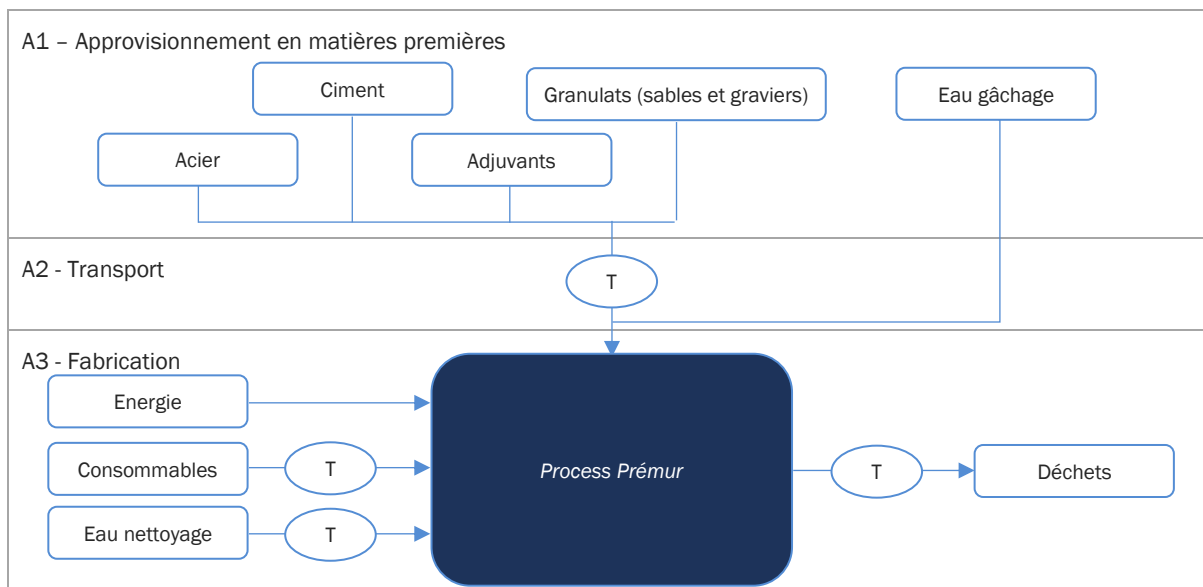 A1 – Approvisionnement en matières premières
Ciment
Granulats (sables et graviers)
Eau gâchage
Acier
Adjuvants
A2 - Transport
T
A3 - Fabrication
Energie
Consommables
T
Process Prémur
T
Déchets
Eau nettoyage
T